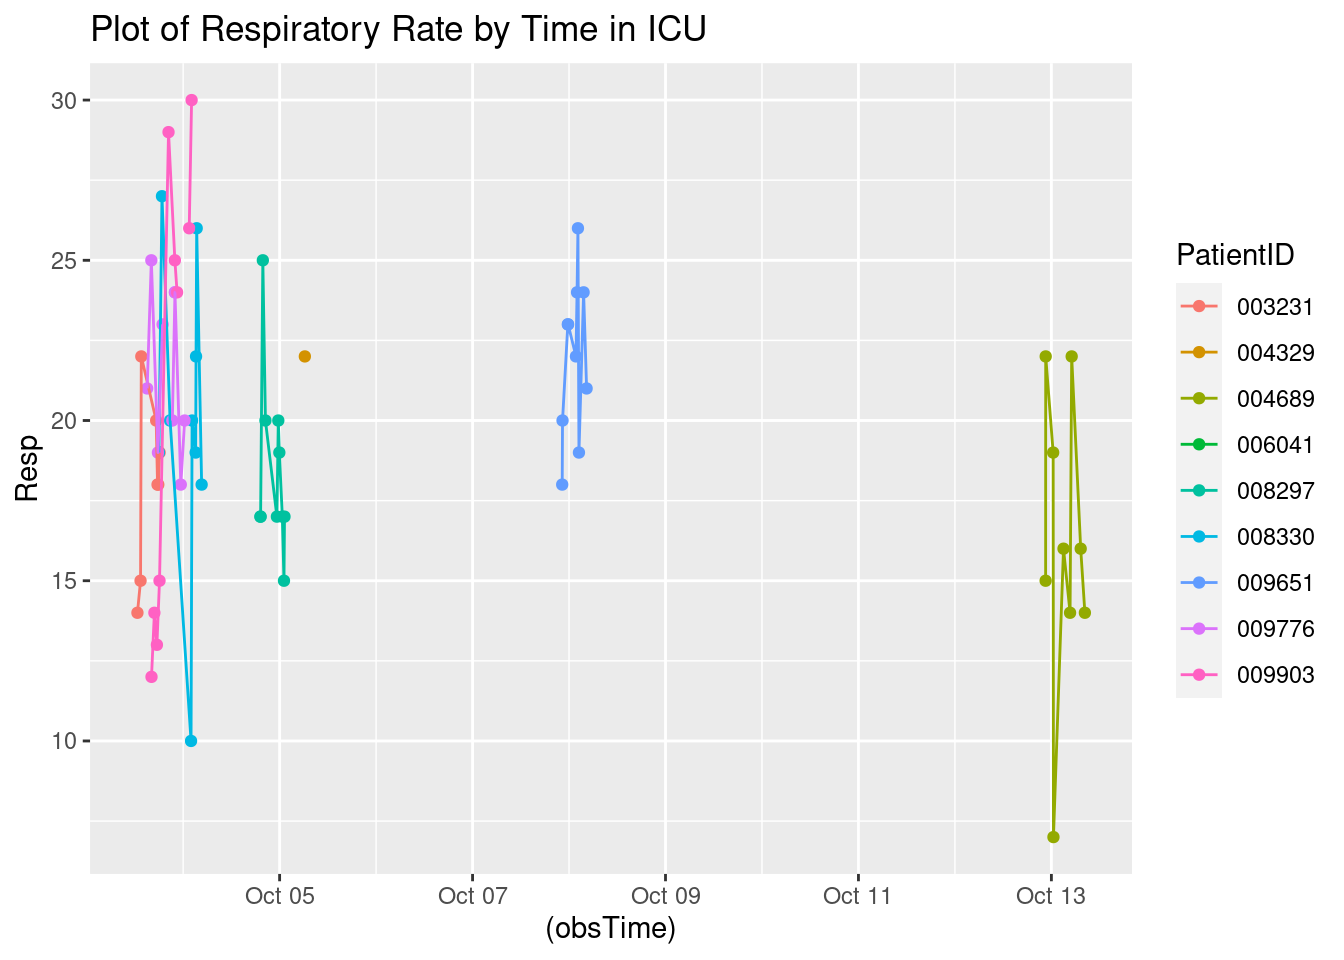 Plot of Respiratory Rate by Time in ICU
30
25
20
15
10
Resp
Oct 05
Oct 07
Oct 09
Oct 11
Oct 13
(obsTime)
PatientID
003231
004329
004689
006041
008297
008330
009651
009776
009903